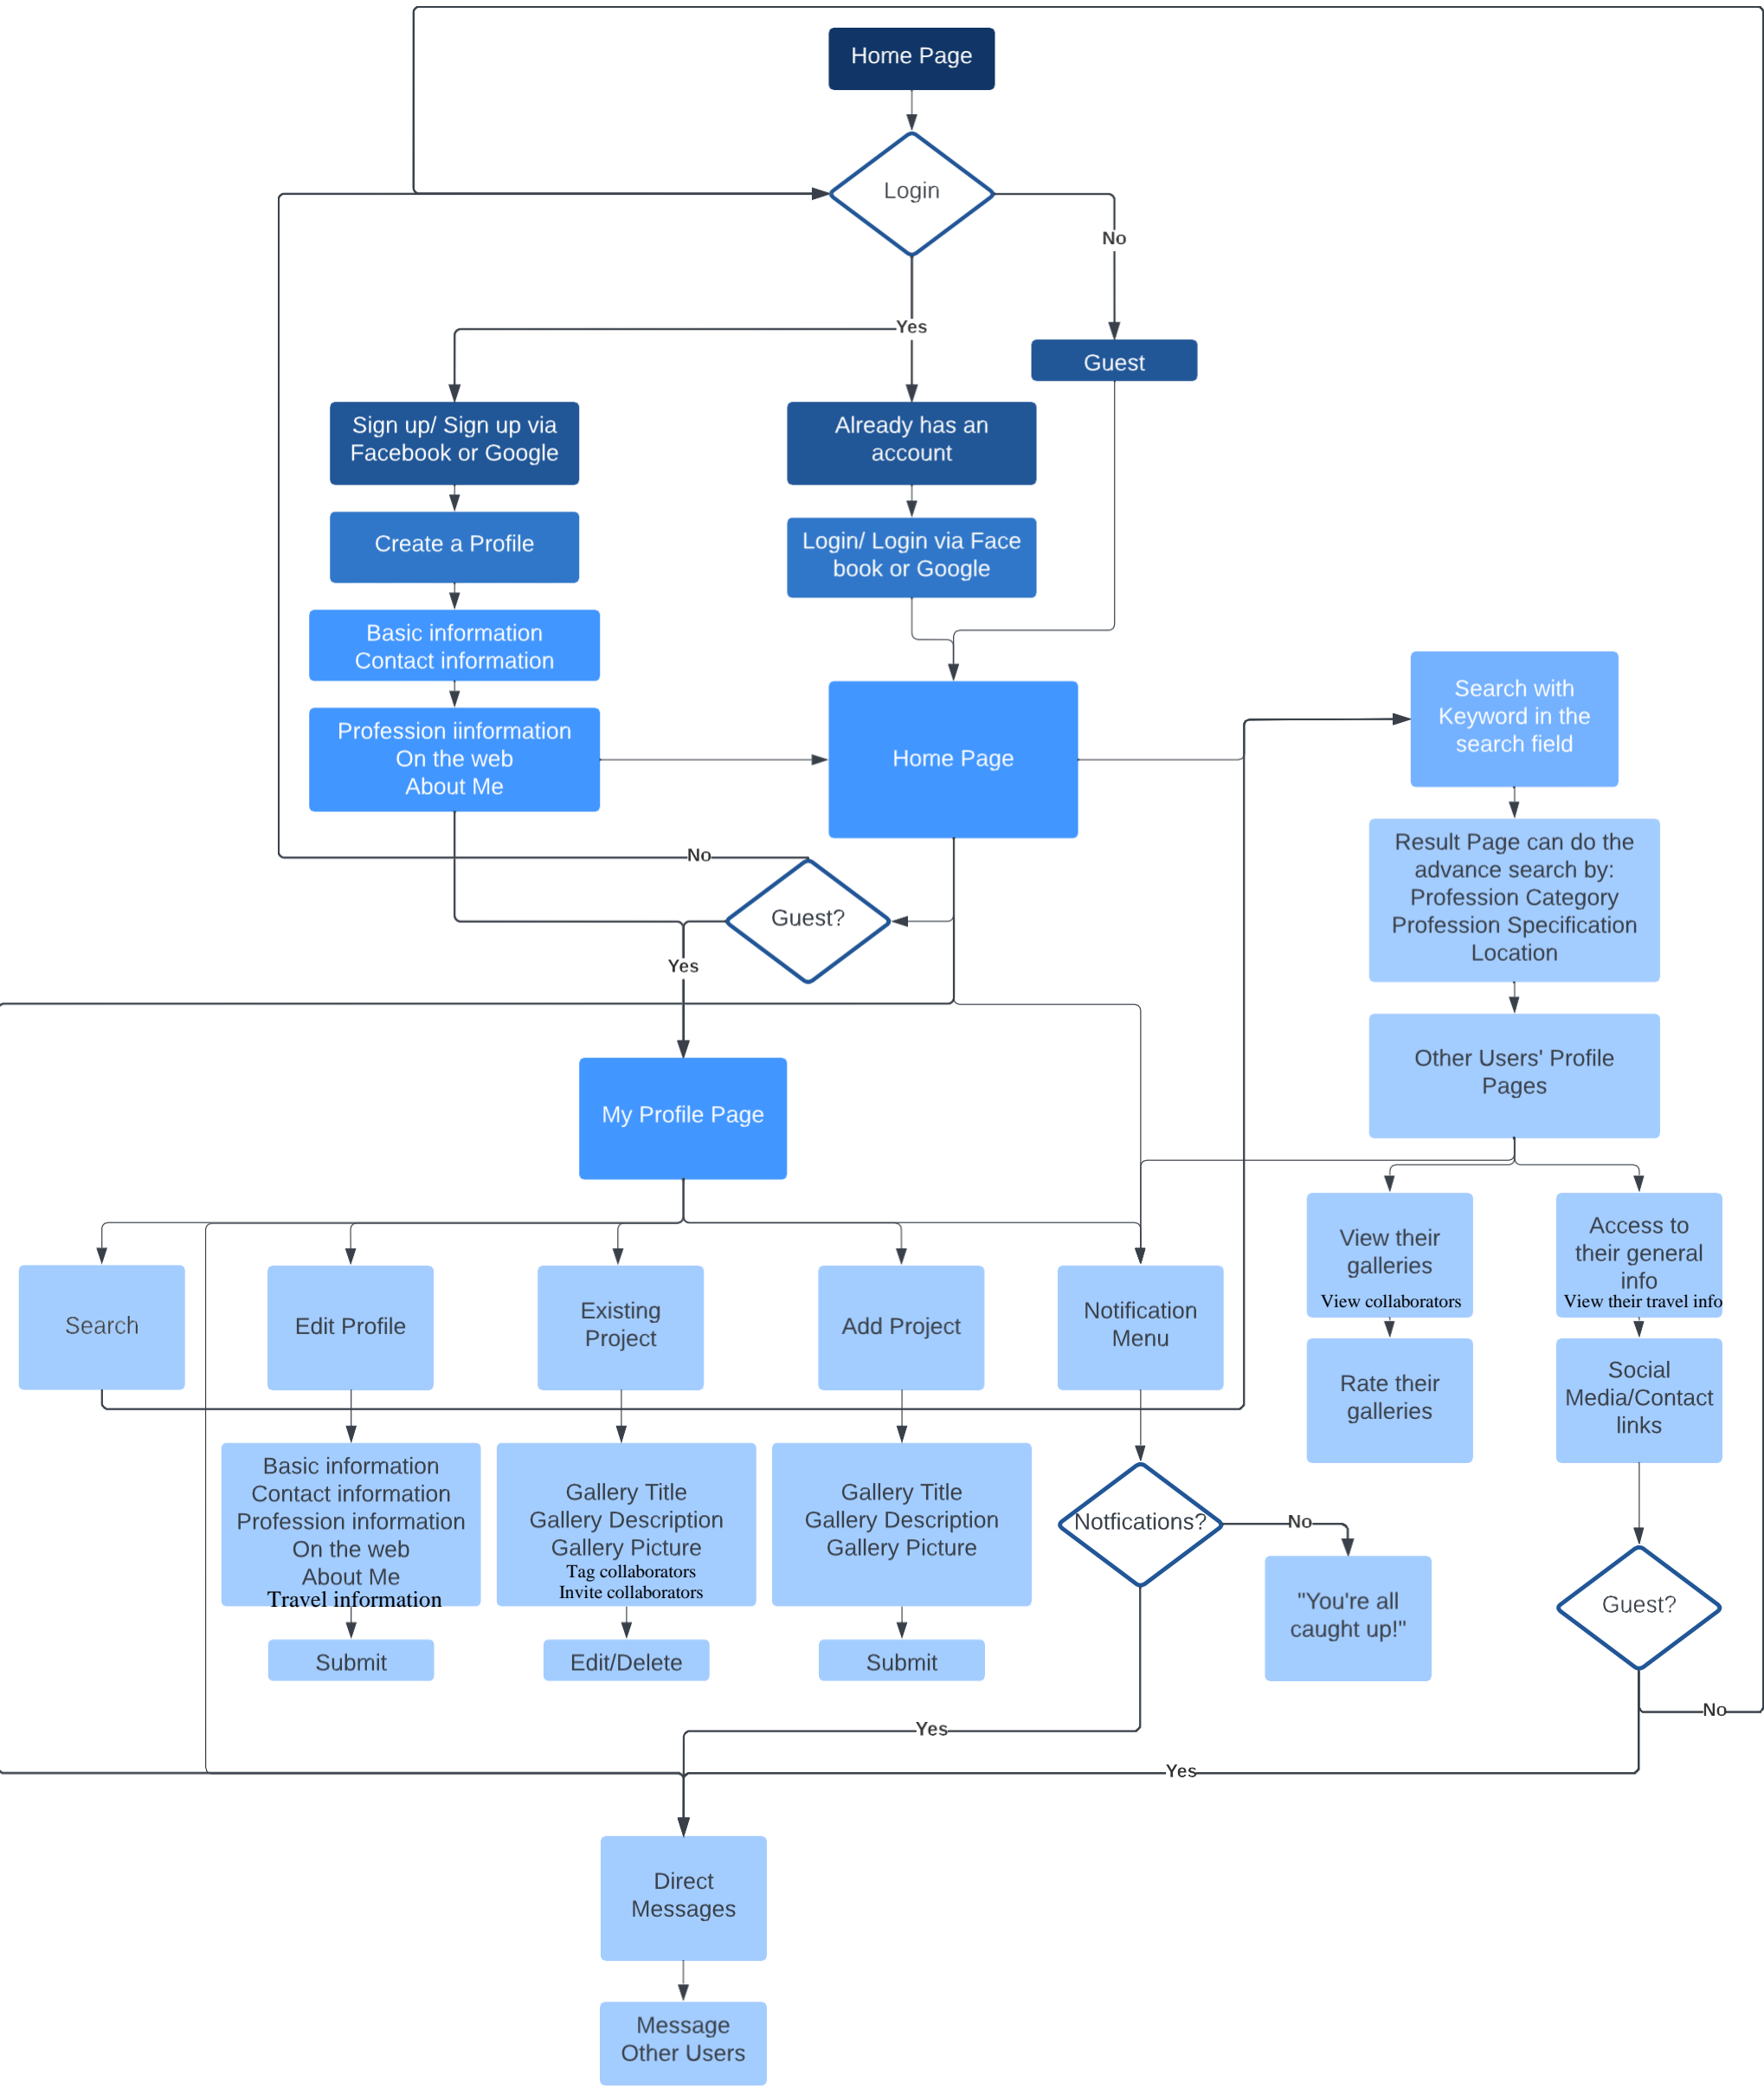 Home Page
Login
No
Yes
Guest
Sign up/ Sign up via
Facebook or Google
Already has an
account
Create a Profile
Login/ Login via Face
book or Google
Basic information
Contact information
Profession iinformation
On the web
About Me
Home Page
Search with
Keyword in the
search field
Result Page can do the
advance search by:
Profession Category
Profession Specification
Location
No
Guest?
Yes
Other Users' Profile
Pages
My Profile Page
View their
galleries
View collaborators
Access to
their general
info
View their travel info
Search
Edit Profile
Existing
Project
Add Project
Notification
Menu
Rate their
galleries
Social
Media/Contact
links
Basic information
Contact information
Profession information
On the web
About Me
Travel information
Gallery Title
Gallery Description
Gallery Picture
Tag collaborators
Invite collaborators
Gallery Title
Gallery Description
Gallery Picture
Notfications?
No
"You're all
caught up!"
Guest?
Submit
Edit/Delete
Submit
No
Yes
Yes
Direct
Messages
Message
Other Users